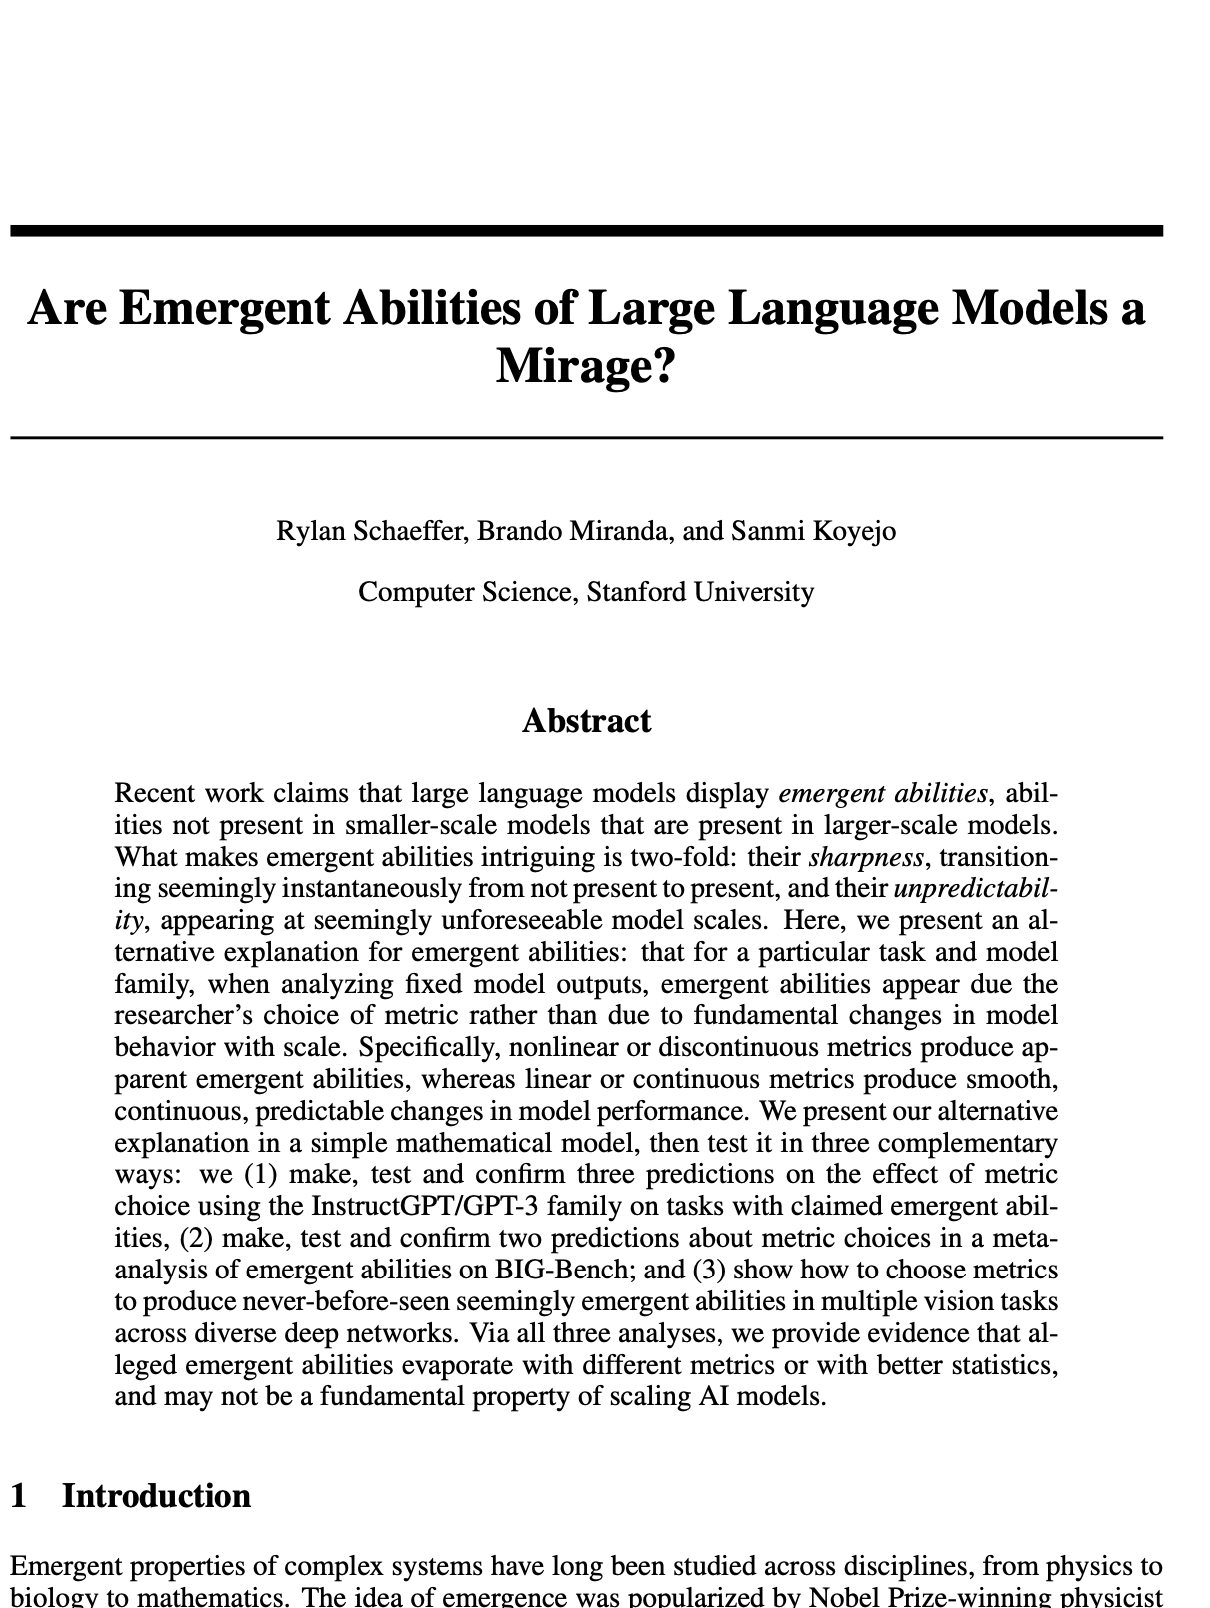 Are Emergent Abilities of Large Language Models a
Mirage?
Rylan Schaeffer, Brando Miranda, and Sanmi Koyejo
Computer Science, Stanford University
Abstract
Recent work claims that large language models display emergent abilities, abil-
ities not present in smaller-scale models that are present in larger-scale models.
What makes emergent abilities intriguing is two-fold: their sharpness, transition-
ing seemingly instantaneously from not present to present, and their unpredictabil-
ity, appearing at seemingly unforeseeable model scales. Here, we present an al-
ternative explanation for emergent abilities: that for a particular task and model
family, when analyzing fixed model outputs, emergent abilities appear due the
researcher's choice of metric rather than due to fundamental changes in model
behavior with scale. Specifically, nonlinear or discontinuous metrics produce ap-
parent emergent abilities, whereas linear or continuous metrics produce smooth,
continuous, predictable changes in model performance. We present our alternative
explanation in a simple mathematical model, then test it in three complementary
ways: we (1) make, test and confirm three predictions on the effect of metric
choice using the InstructGPT/GPT-3 family on tasks with claimed emergent abil-
ities, (2) make, test and confirm two predictions about metric choices in a meta-
analysis of emergent abilities on BIG-Bench; and (3) show how to choose metrics
to produce never-before-seen seemingly emergent abilities in multiple vision tasks
across diverse deep networks. Via all three analyses, we provide evidence that al-
leged emergent abilities evaporate with different metrics or with better statistics,
and may not be a fundamental property of scaling AI models.
1 Introduction
Emergent properties of complex systems have long been studied across disciplines, from physics to
biology to mathematics. The idea of emergence was popularized by Nobel Prize-winning physicist